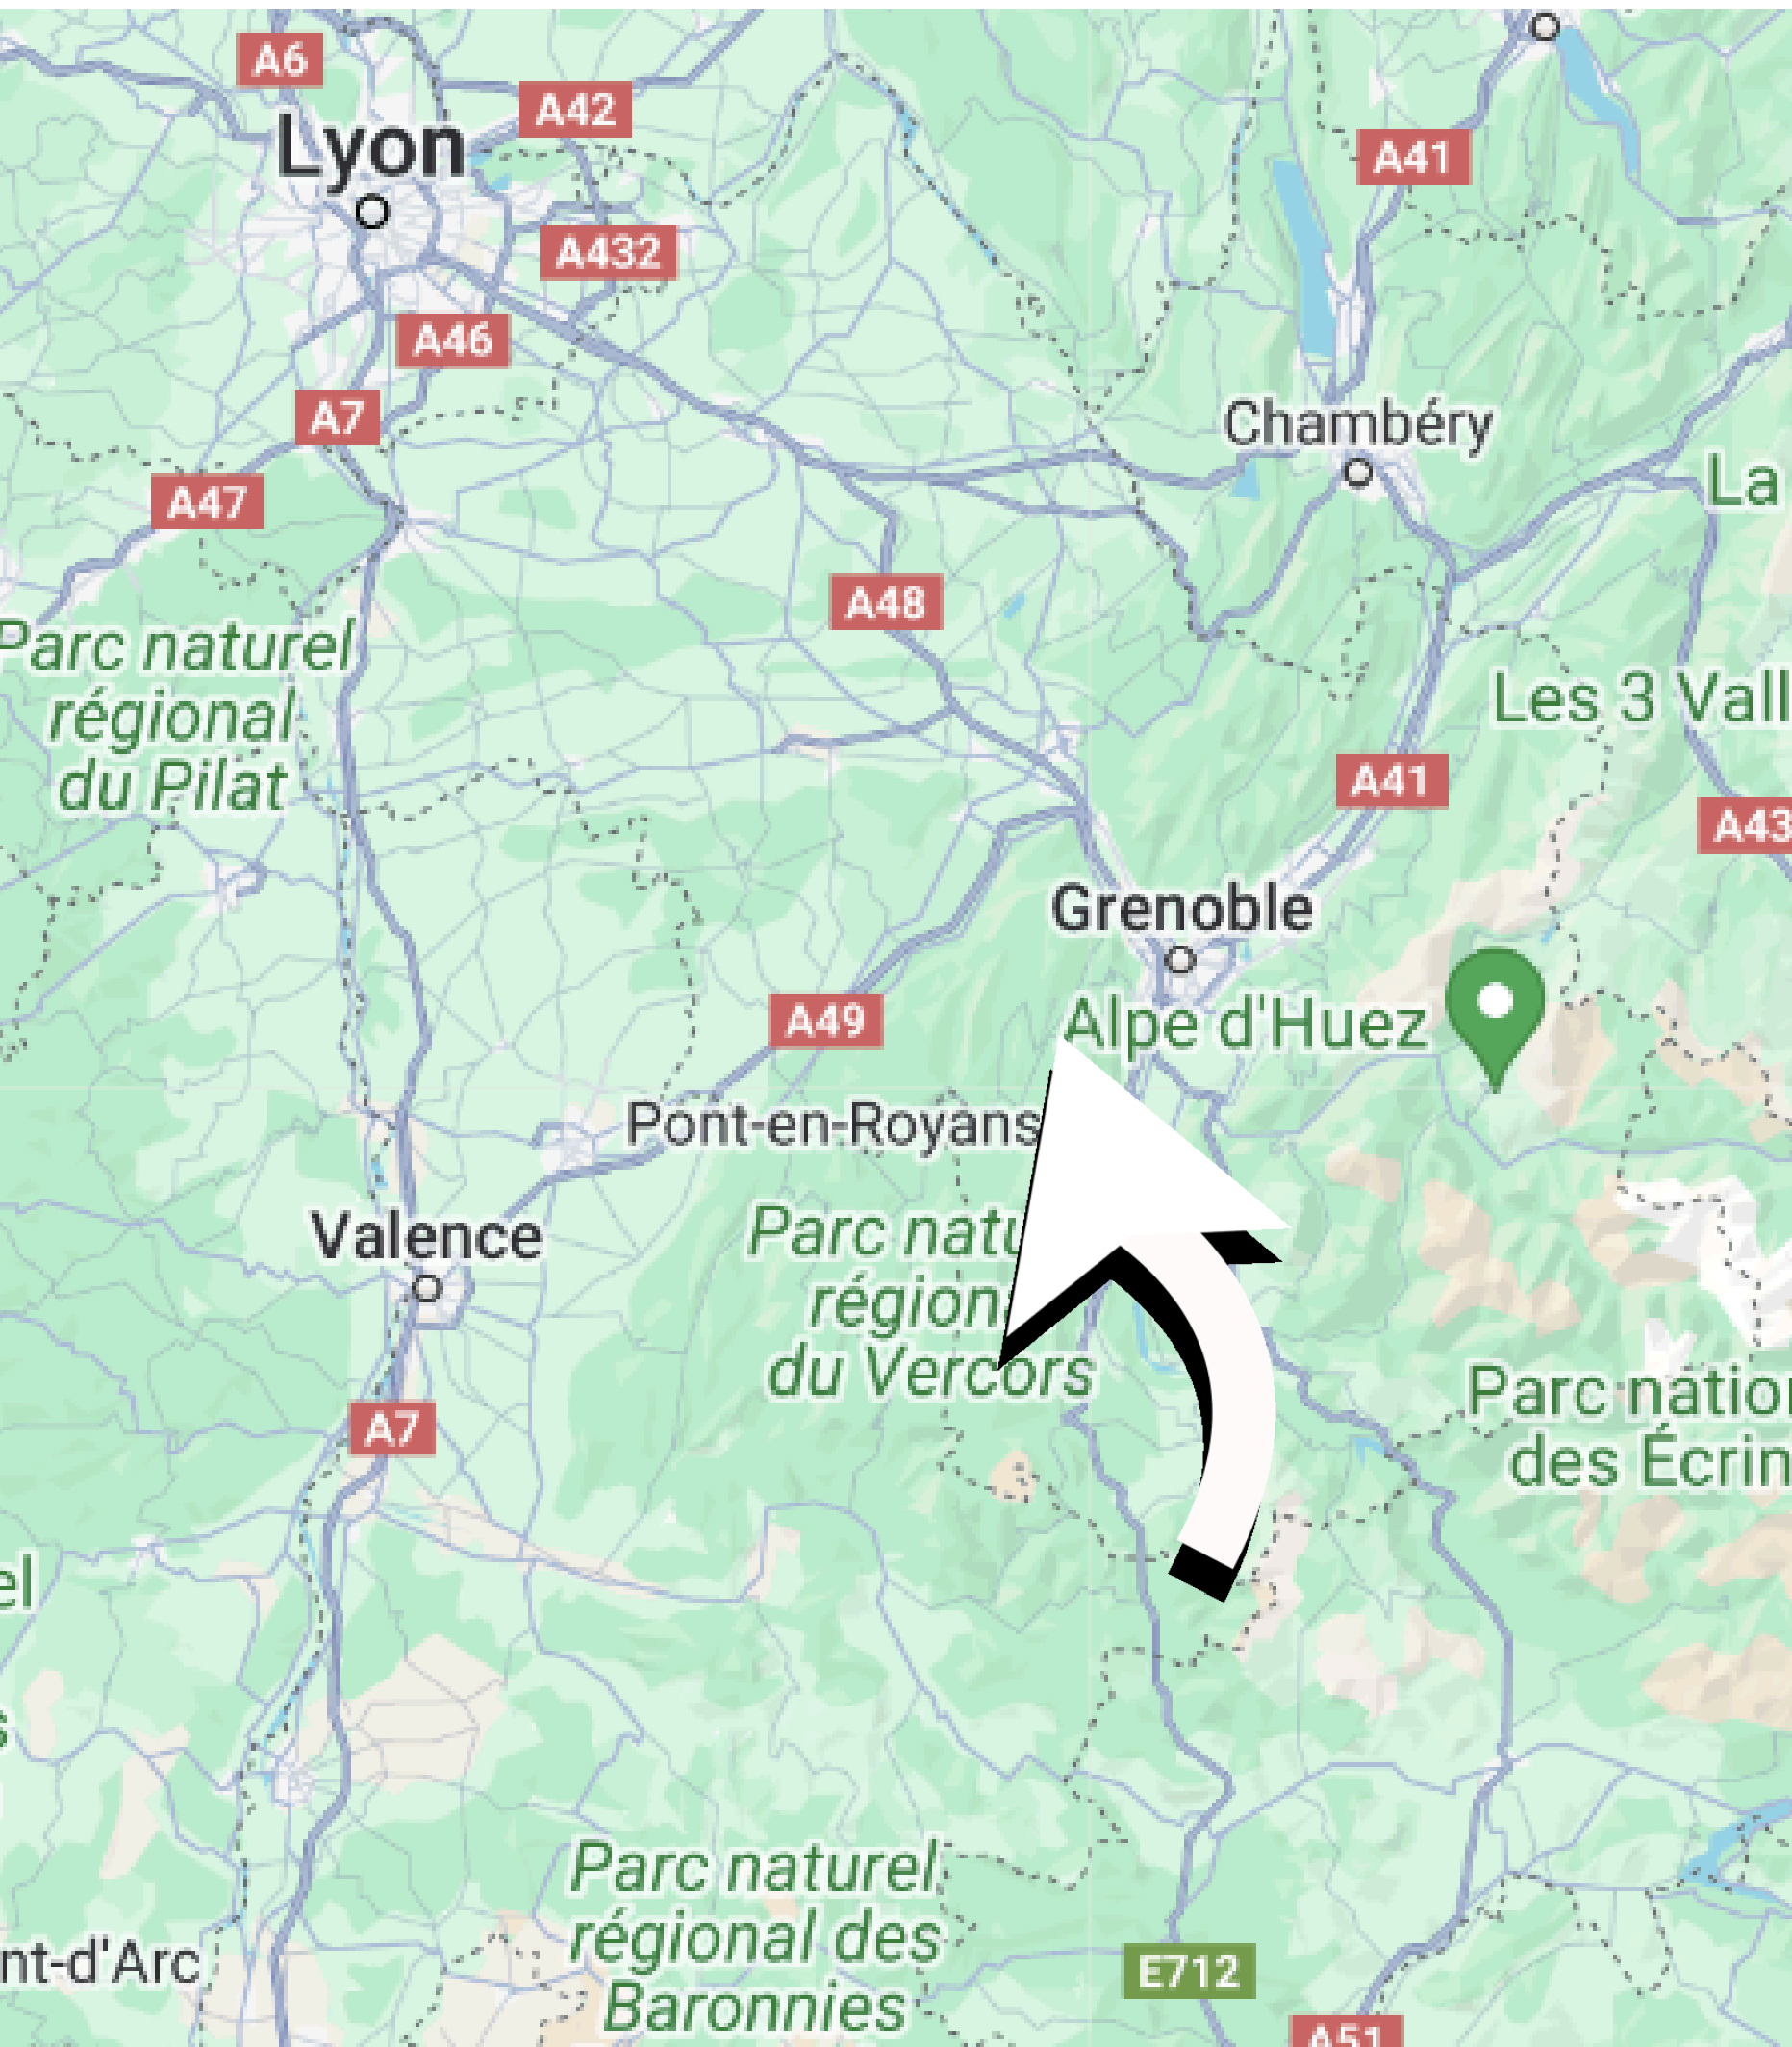 A6
A42
Lyon
A41
A432
A46
A7
Chambéry
A47
La
A48
Parc naturel
régional
du Pilat
Les 3 Vall
A41
A43
Grenoble
A49
Alpe d'Huez
Pont-en-Royans
Valence
Parc natu
région
du Vercors
A7
Parc nation
des Écrin
el
s
Parc naturel
régional des
Baronnies
nt-d'Arc
E712
A51